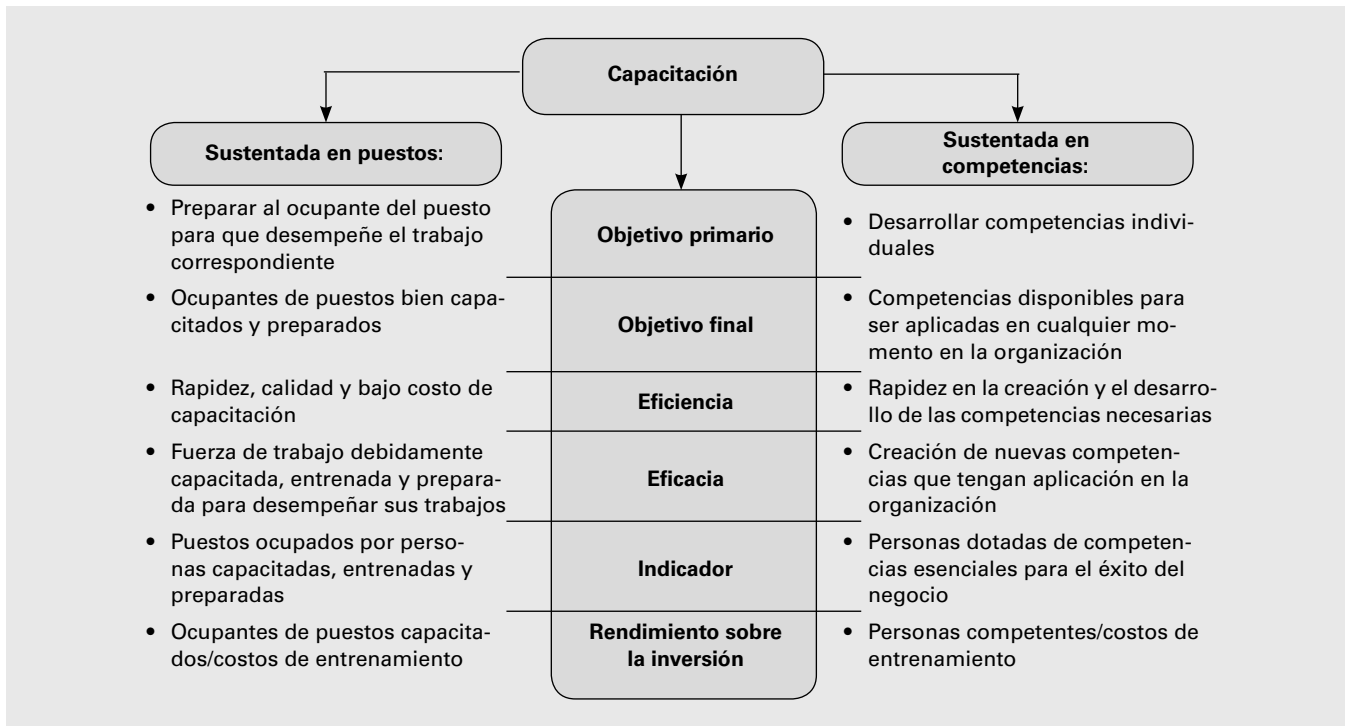 Capacitación
Sustentada en puestos:
Sustentada en
competencias:
• Preparar al ocupante del puesto
para que desempeñe el trabajo
correspondiente
Objetivo primario
• Desarrollar competencias indivi-
duales
• Ocupantes de puestos bien capa-
citados y preparados
Objetivo final
• Competencias disponibles para
ser aplicadas en cualquier mo-
mento en la organización
• Rapidez, calidad y bajo costo de
capacitación
Eficiencia
• Rapidez en la creación y el desarro-
llo de las competencias necesarias
• Fuerza de trabajo debidamente
capacitada, entrenada y prepara-
da para desempeñar sus trabajos
Eficacia
• Creación de nuevas competen-
cias que tengan aplicación en la
organización
• Puestos ocupados por perso-
nas capacitadas, entrenadas y
preparadas
Indicador
• Personas dotadas de competen-
cias esenciales para el éxito del
negocio
• Ocupantes de puestos capacita-
dos/costos de entrenamiento
Rendimiento sobre
la inversión
• Personas competentes/costos de
entrenamiento